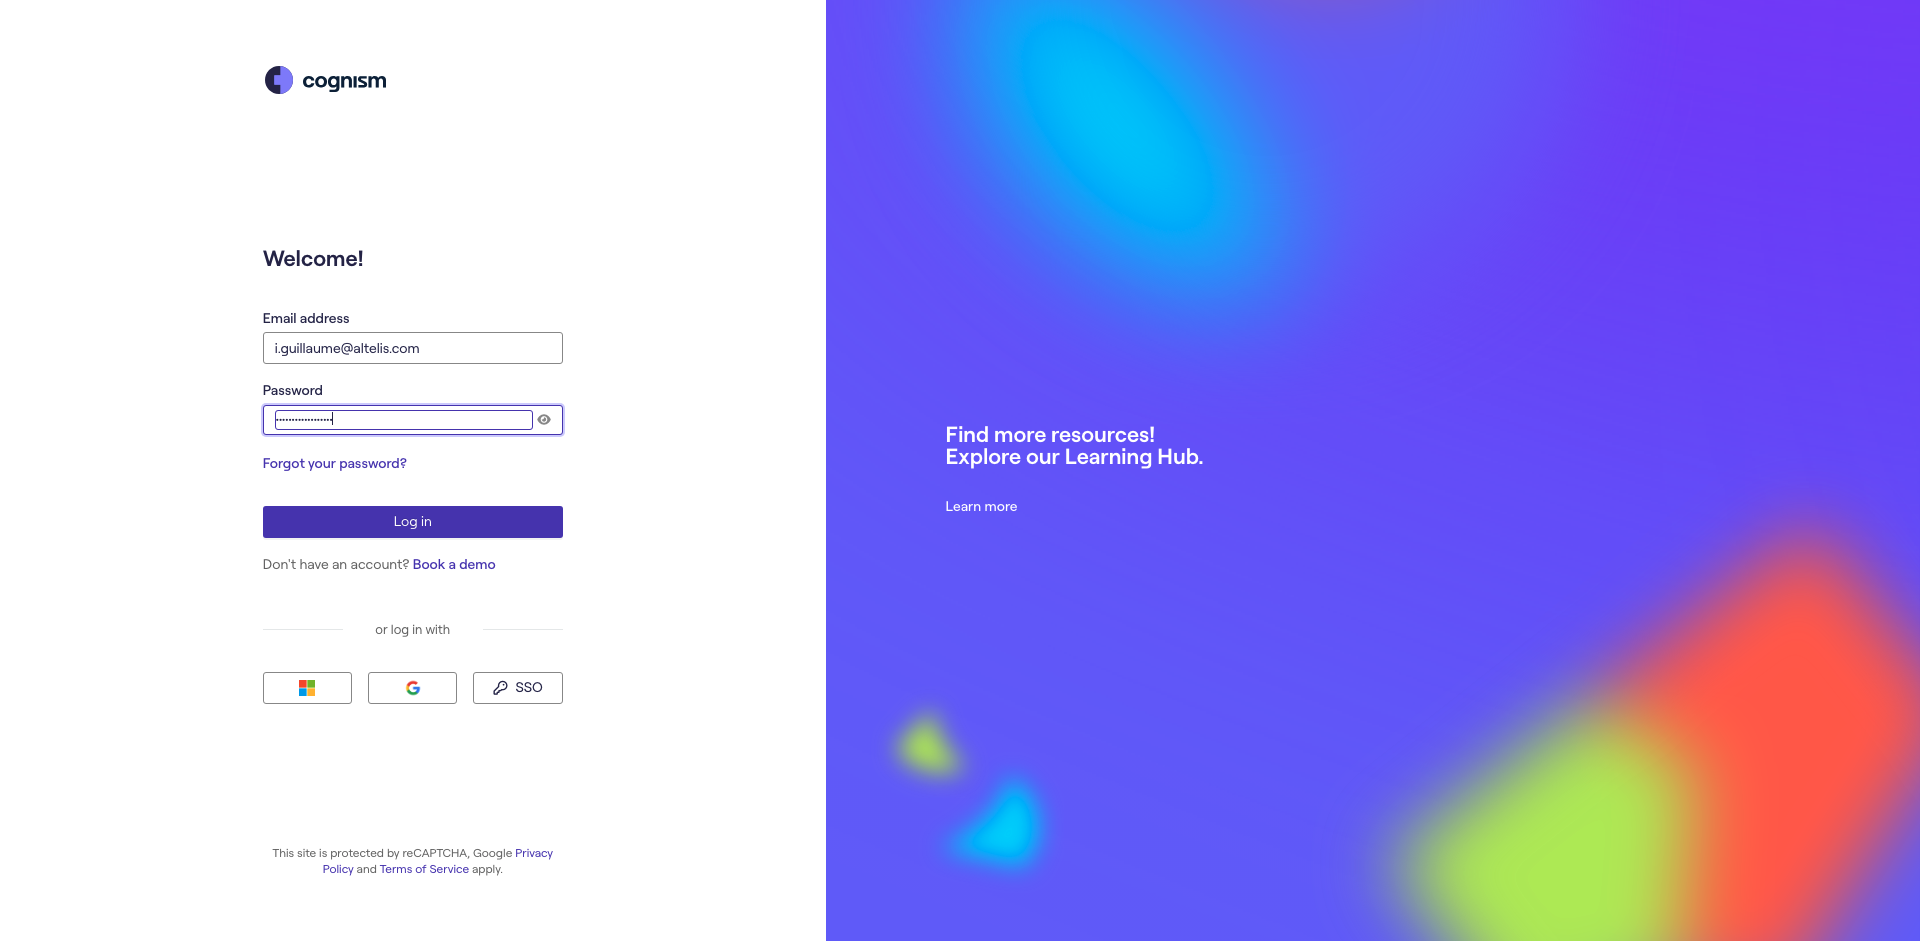 cognism
Welcome!
Email address
i.guillaume@altelis.com
Password
••••••••••••••••••
Forgot your password?
Log in
Don't have an account? Book a demo
or log in with
SSO
This site is protected by reCAPTCHA, Google Privacy
Policy and Terms of Service apply.
Find more resources!
Explore our Learning Hub.
Learn more